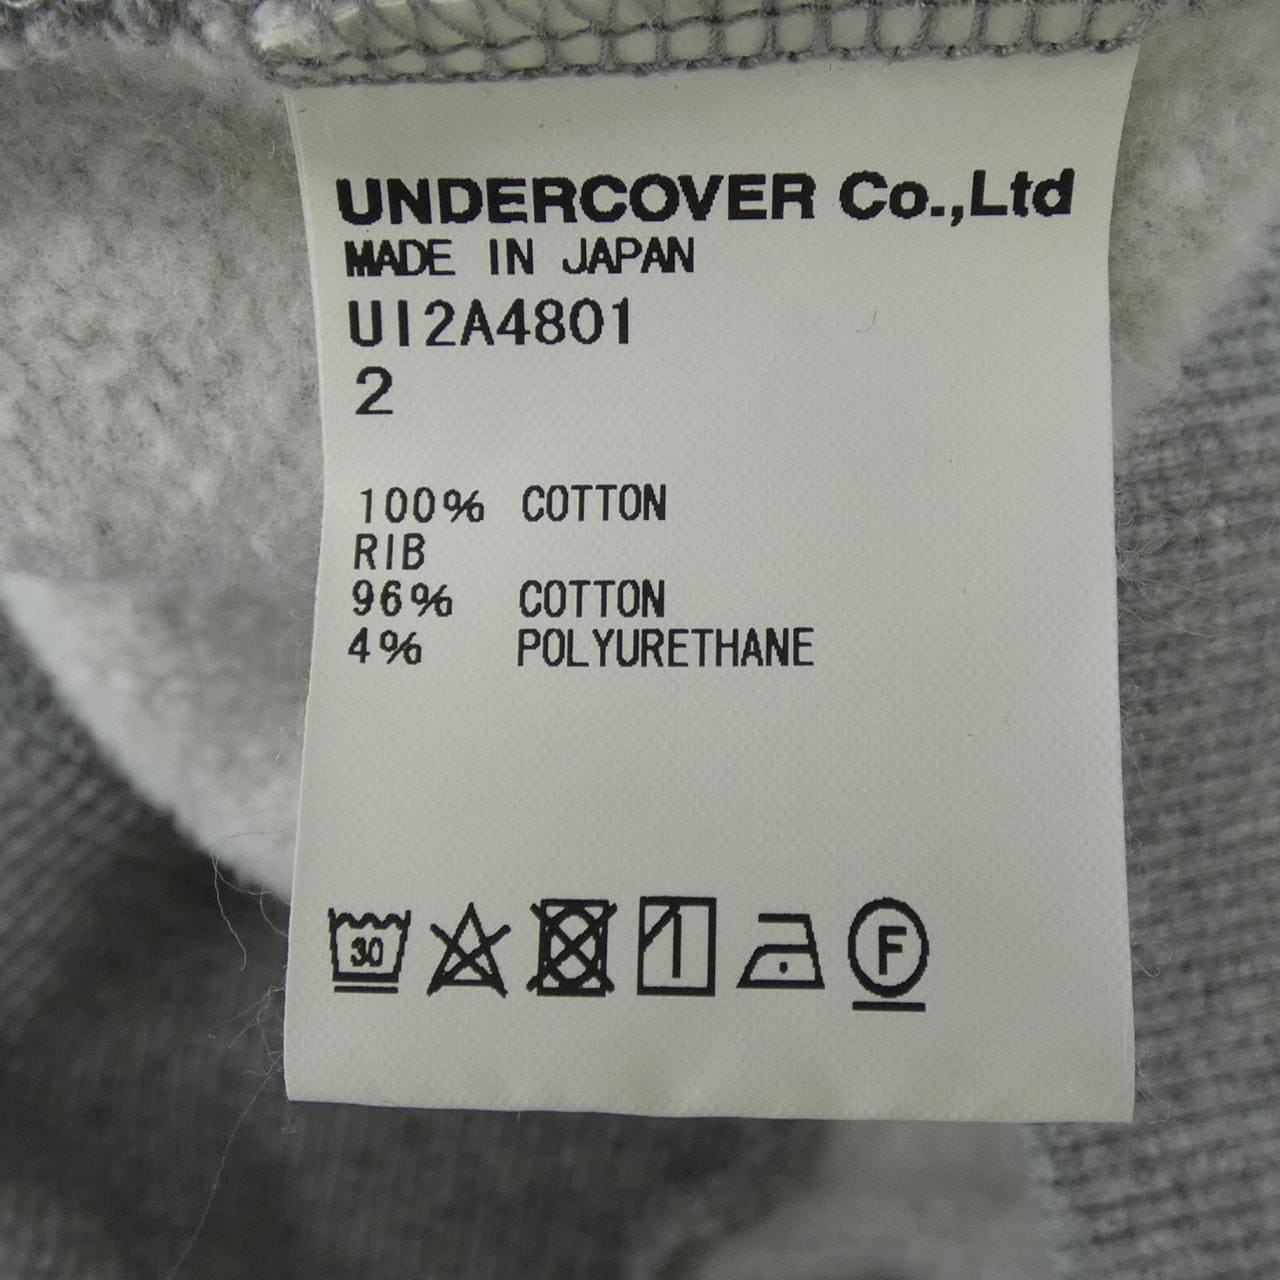 UNDERCOVER Co.,Ltd
MADE IN JAPAN
UI2A4801
2
100% COTTON
RIB
96% COTTON
4% POLYURETHANE
30 F